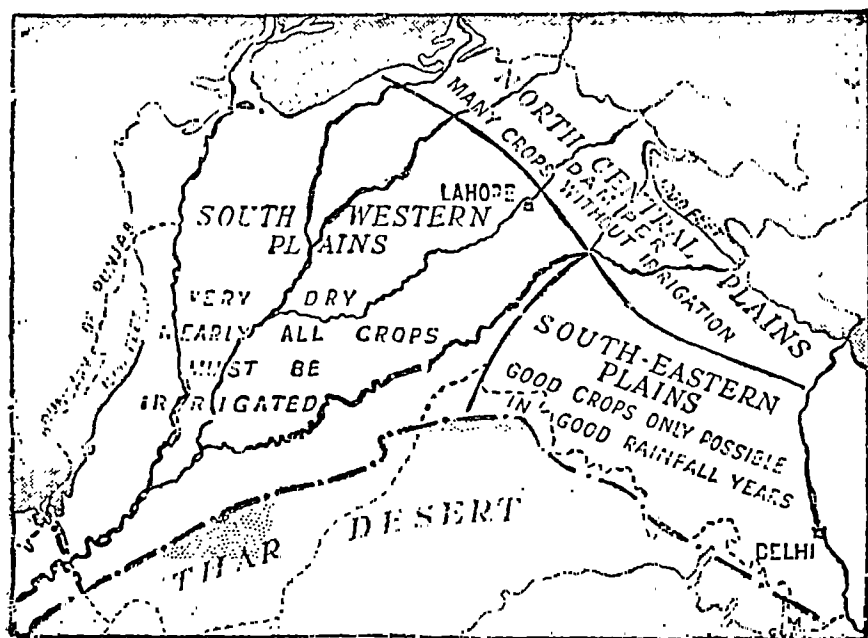 NORTH CENTRAL PLAINS
DAMPER
MANY CROPS WITHOUT IRRIGATION
LAHORE
SOUTH WESTERN
PLAINS
VERY DRY
NEARLY ALL CROPS
MUST BE
IRRIGATED
SOUTH-EASTERN
PLAINS
GOOD CROPS ONLY POSSIBLE
IN GOOD RAINFALL YEARS
THAR DESERT
DELHI